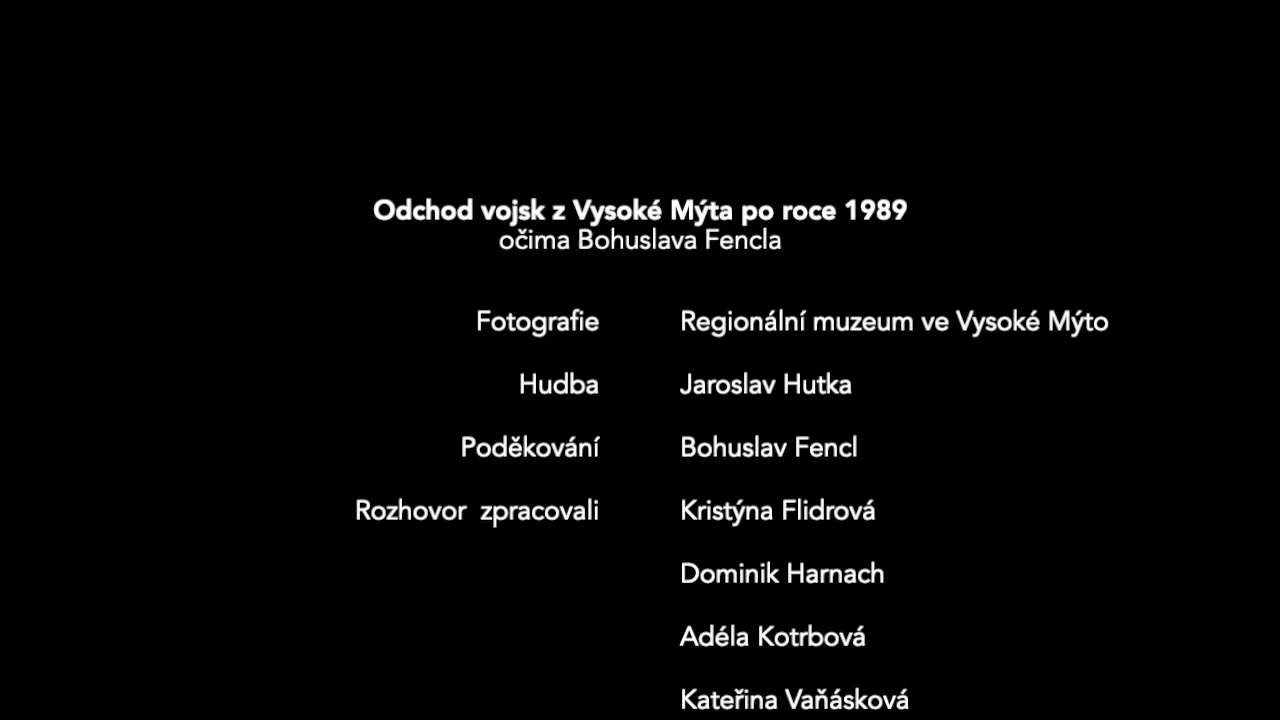 Odchod vojsk z Vysoké Mýta po roce 1989
očima Bohuslava Fencla
Fotografie Regionální muzeum ve Vysoké Mýto
Hudba Jaroslav Hutka
Poděkování Bohuslav Fencl
Rozhovor zpracovali Kristýna Flidrová
Dominik Harnach
Adéla Kotrbová
Kateřina Vaňásková